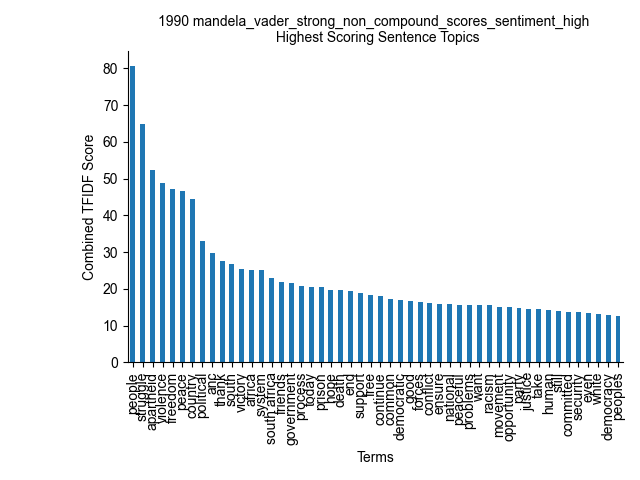 1990 mandela_vader_strong_non_compound_scores_sentiment_high
Highest Scoring Sentence Topics
Combined TFIDF Score
80
70
60
50
40
30
20
10
0
people
struggle
apartheid
violence
freedom
peace
country
political
anc
thank
south
victory
africa
system
south africa
friends
government
process
today
prison
hope
death
end
support
free
continue
common
democratic
good
forces
conflict
ensure
national
peaceful
problems
want
racism
movement
opportunity
party
justice
take
human
still
committed
security
even
white
democracy
peoples
Terms